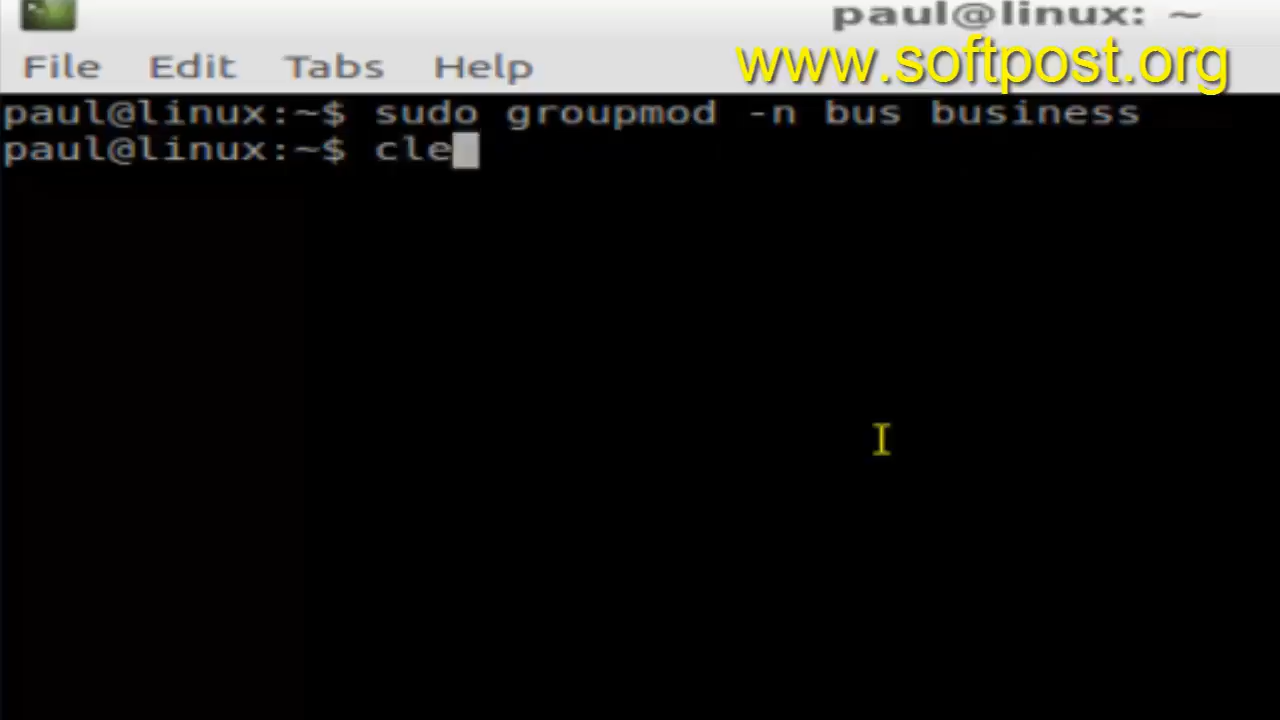 paul@linux: ~
File Edit Tabs Help
www.softpost.org
paul@linux:~$ sudo groupmod -n bus business
paul@linux:~$ cle